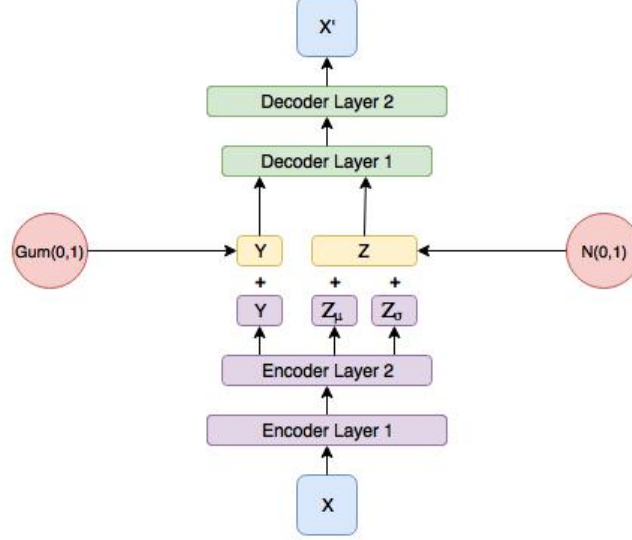 X'
Decoder Layer 2
Decoder Layer 1
Gum(0,1)
Y
Z
N(0,1)
+
+
+
Y
Zμ
Zσ
Encoder Layer 2
Encoder Layer 1
X